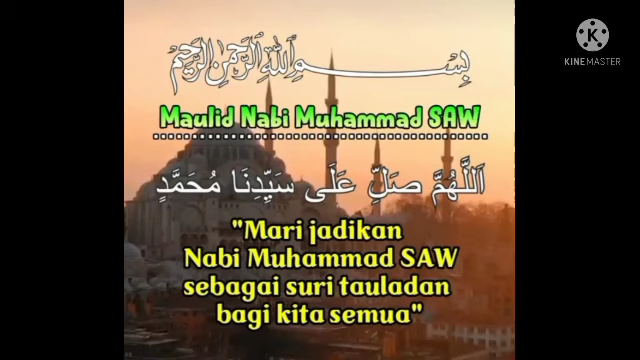 بِسْمِ اللهِ الرَّحْمٰنِ الرَّحِيْمِ
Maulid Nabi Muhammad SAW
اَللّٰهُمَّ صَلِّ عَلَى سَيِّدِنَا مُحَمَّدٍ
"Mari jadikan
Nabi Muhammad SAW
sebagai suri tauladan
bagi kita semua"
K
KINEMASTER